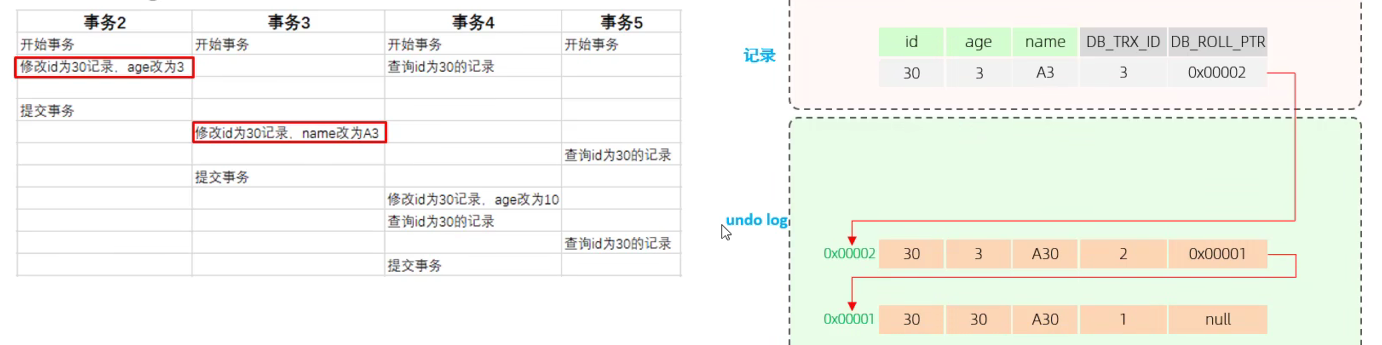 事务2 事务3 事务4 事务5
开始事务 开始事务 开始事务 开始事务
修改id为30记录，age改为3 查询id为30的记录
提交事务
修改id为30记录，name改为A3
查询id为30的记录
提交事务
修改id为30记录，age改为10
查询id为30的记录
查询id为30的记录
提交事务
记录
id age name DB_TRX_ID DB_ROLL_PTR
30 3 A3 3 0x00002
undo log
0x00002 30 3 A30 2 0x00001
0x00001 30 30 A30 1 null